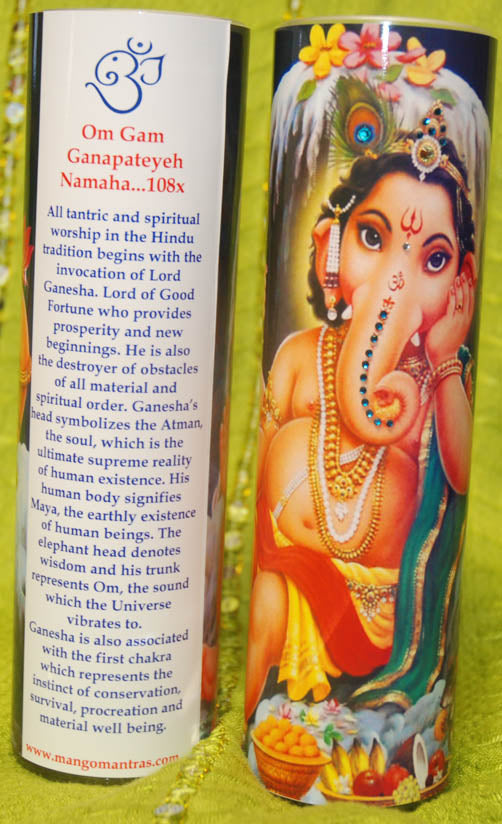 Om Gam
Ganapateyeh
Namaha...108x
All tantric and spiritual
worship in the Hindu
tradition begins with the
invocation of Lord
Ganesha. Lord of Good
Fortune who provides
prosperity and new
beginnings. He is also
the destroyer of obstacles
of all material and
spiritual order. Ganesha's
head symbolizes the Atman,
the soul, which is the
ultimate supreme reality
of human existence. His
human body signifies
Maya, the earthly existence
of human beings. The
elephant head denotes
wisdom and his trunk
represents Om, the sound
which the Universe
vibrates to.
Ganesha is also associated
with the first chakra
which represents the
instinct of conservation,
survival, procreation and
material well being.
www.mangomantras.com
ॐ